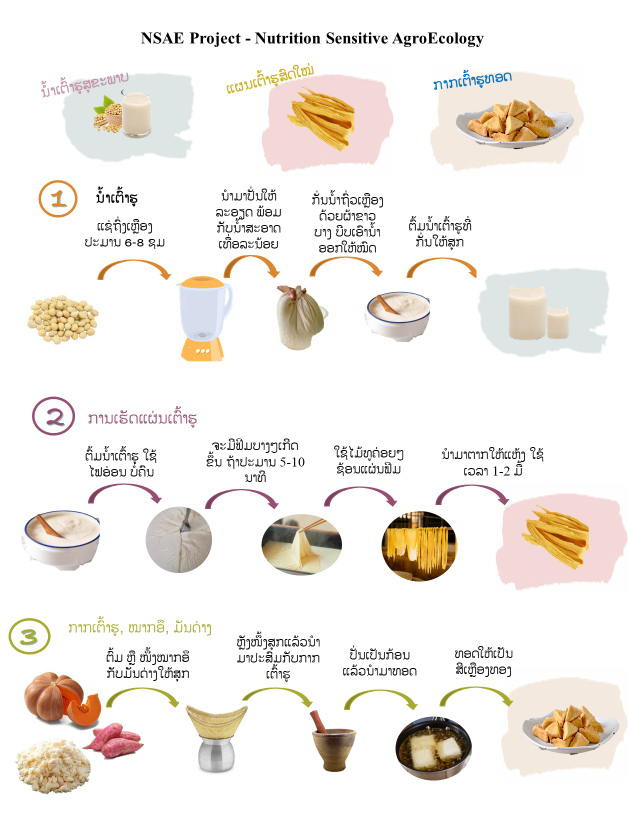 NSAE Project - Nutrition Sensitive AgroEcology
ນ້ຳເຕົ້າຮູສຸຂະພາບ
ແຜນເຕົ້າຮູສົດໃໝ່
ກາກເຕົ້າຮູທອດ
1
ນ້ຳເຕົ້າຮູ
ແຊ່ຖົ່ງເຫຼືອງ
ປະມານ 6-8 ຊມ
ນຳມາປັ່ນໃຫ້
ລະອຽດ ພ້ອມ
ກັບນ້ຳສະອາດ
ເທື່ອລະນ້ອຍ
ກັ່ນນ້ຳຖົ່ວເຫຼືອງ
ດ້ວຍຜ້າຂາວ
ບາງ ບີບເອົານ້ຳ
ອອກໃຫ້ໝົດ
ຕົ້ມນ້ຳເຕົ້າຮູທີ່
ກັ່ນໃຫ້ສຸກ
2
ການເຮັດແຜ່ນເຕົ້າຮູ
ຕົ້ມນ້ຳເຕົ້າຮູ ໃຊ້
ໄຟອ່ອນ ບໍ່ຄົນ
ຈະມີຟິມບາງໆເກີດ
ຂຶ້ນ ຖ້າປະມານ 5-10
ນາທີ
ໃຊ້ໄມ້ທູຄ່ອຍໆ
ຊ້ອນແຜ່ນຟິມ
ນຳມາຕາກໃຫ້ແຫ້ງ ໃຊ້
ເວລາ 1-2 ມື້
3
ກາກເຕົ້າຮູ, ໝາກອຶ, ມັນດ່າງ
ຕົ້ມ ຫຼື ໜຶ້ງໝາກອຶ
ກັບມັນດ່າງໃຫ້ສຸກ
ຫຼັງໜຶ້ງສຸກແລ້ວນຳ
ມາປະສົມກັບກາກ
ເຕົ້າຮູ
ປັ່ນເປັນກ້ອນ
ແລ້ວນຳມາທອດ
ທອດໃຫ້ເປັນ
ສີເຫຼືອງທອງ